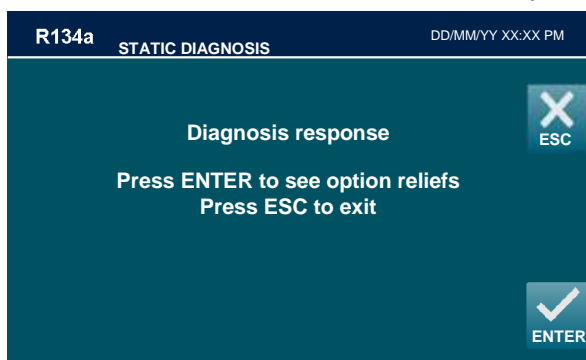 R134a STATIC DIAGNOSIS DD/MM/YY XX:XX PM
Diagnosis response
ESC
Press ENTER to see option reliefs
Press ESC to exit
ENTER